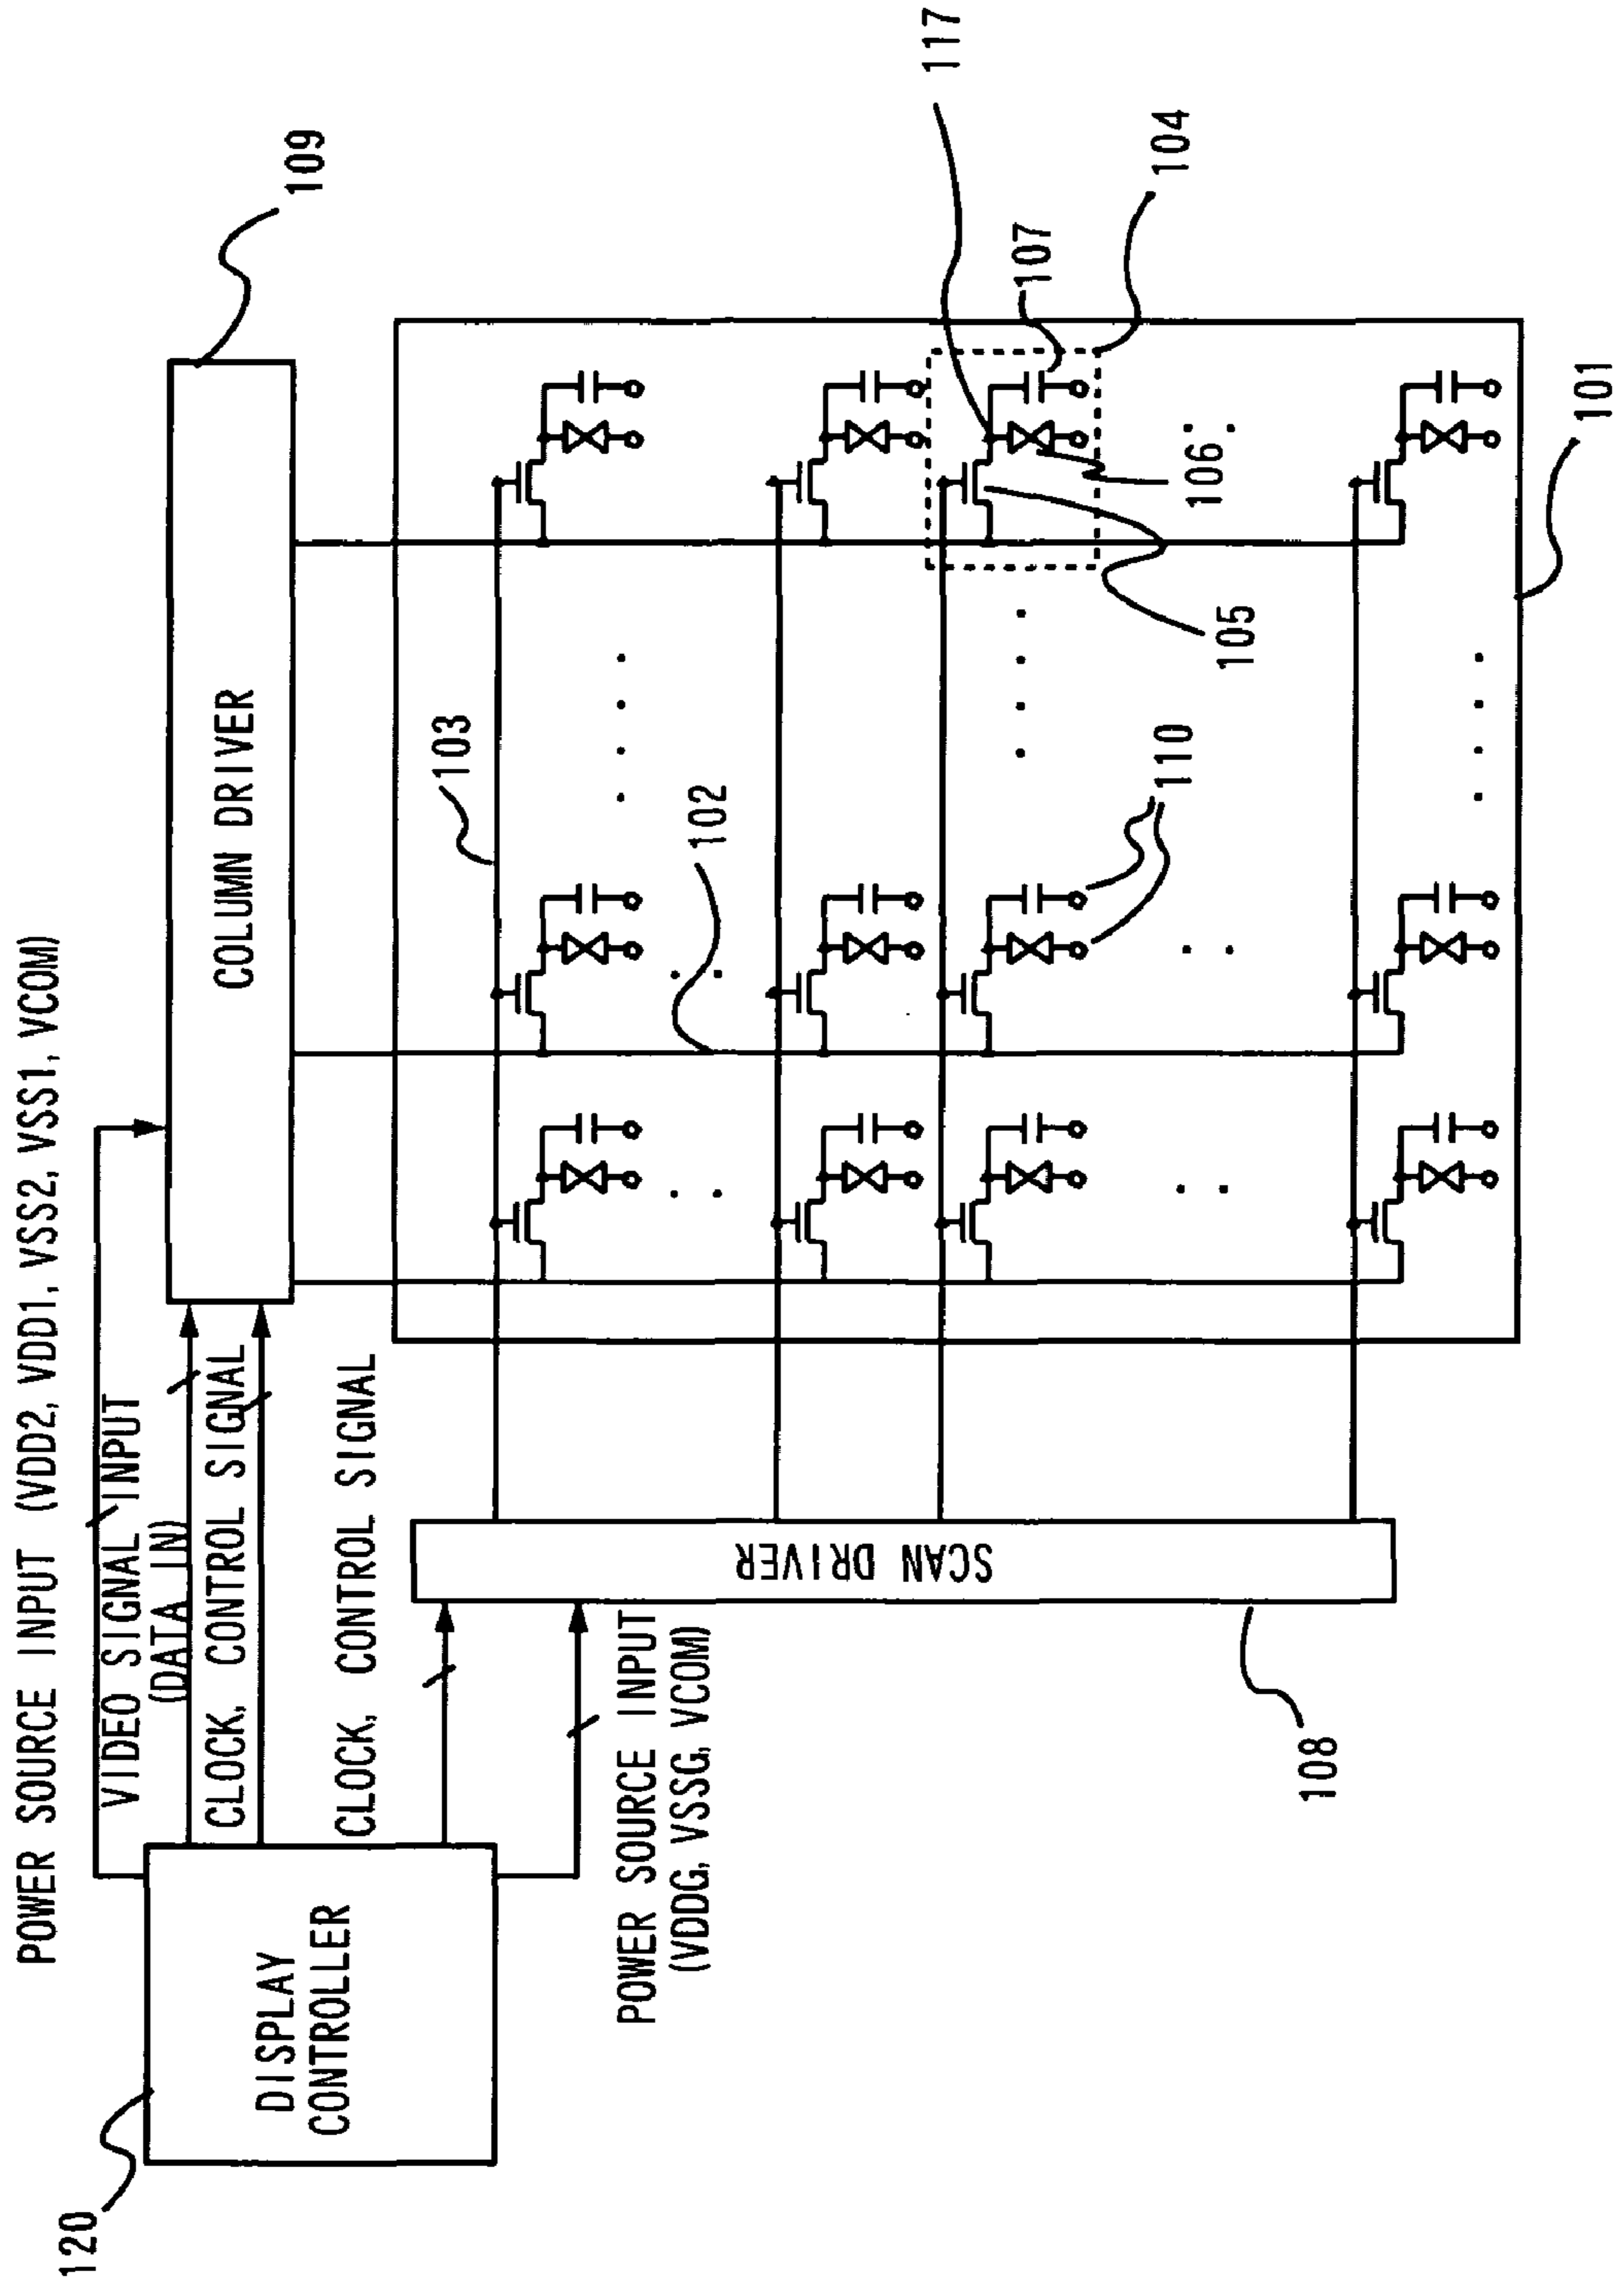 POWER SOURCE INPUT (VDD2, VDD1, VSS2, VSS1, VCOM)
VIDEO SIGNAL INPUT
(DATA IN)
CLOCK, CONTROL SIGNAL
CLOCK, CONTROL SIGNAL
120
DISPLAY
CONTROLLER
POWER SOURCE INPUT
(VDDG, VSSG, VCOM)
COLUMN DRIVER
109
SCAN DRIVER
108
103
102
110
105
106
107
117
104
101